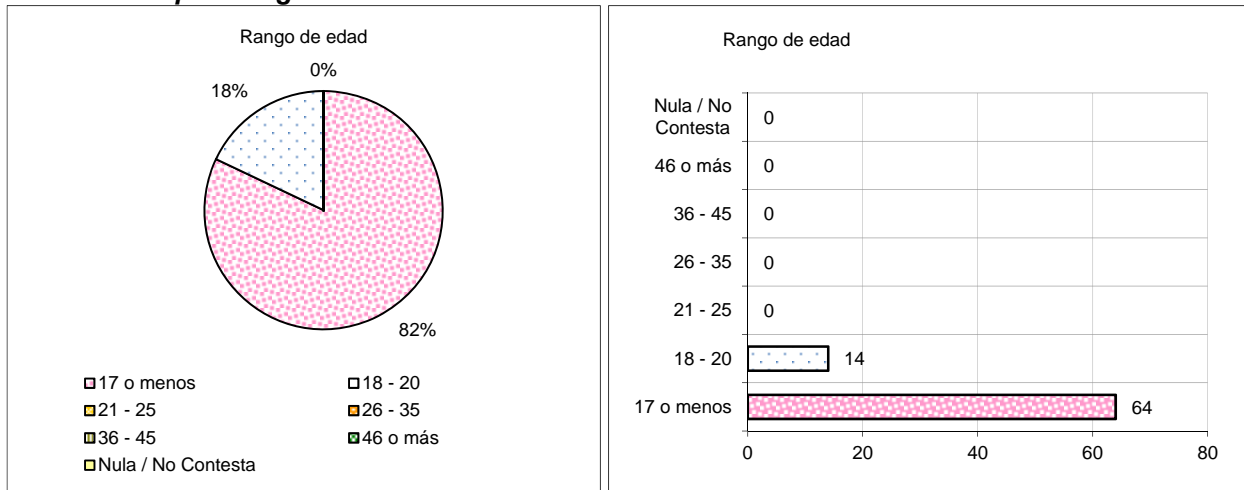 Rango de edad
0%
18%
82%
17 o menos
18 - 20
21 - 25
26 - 35
36 - 45
46 o más
Nula / No Contesta
Rango de edad
Nula / No
Contesta
0
46 o más
0
36 - 45
0
26 - 35
0
21 - 25
0
18 - 20
14
17 o menos
64
0
20
40
60
80